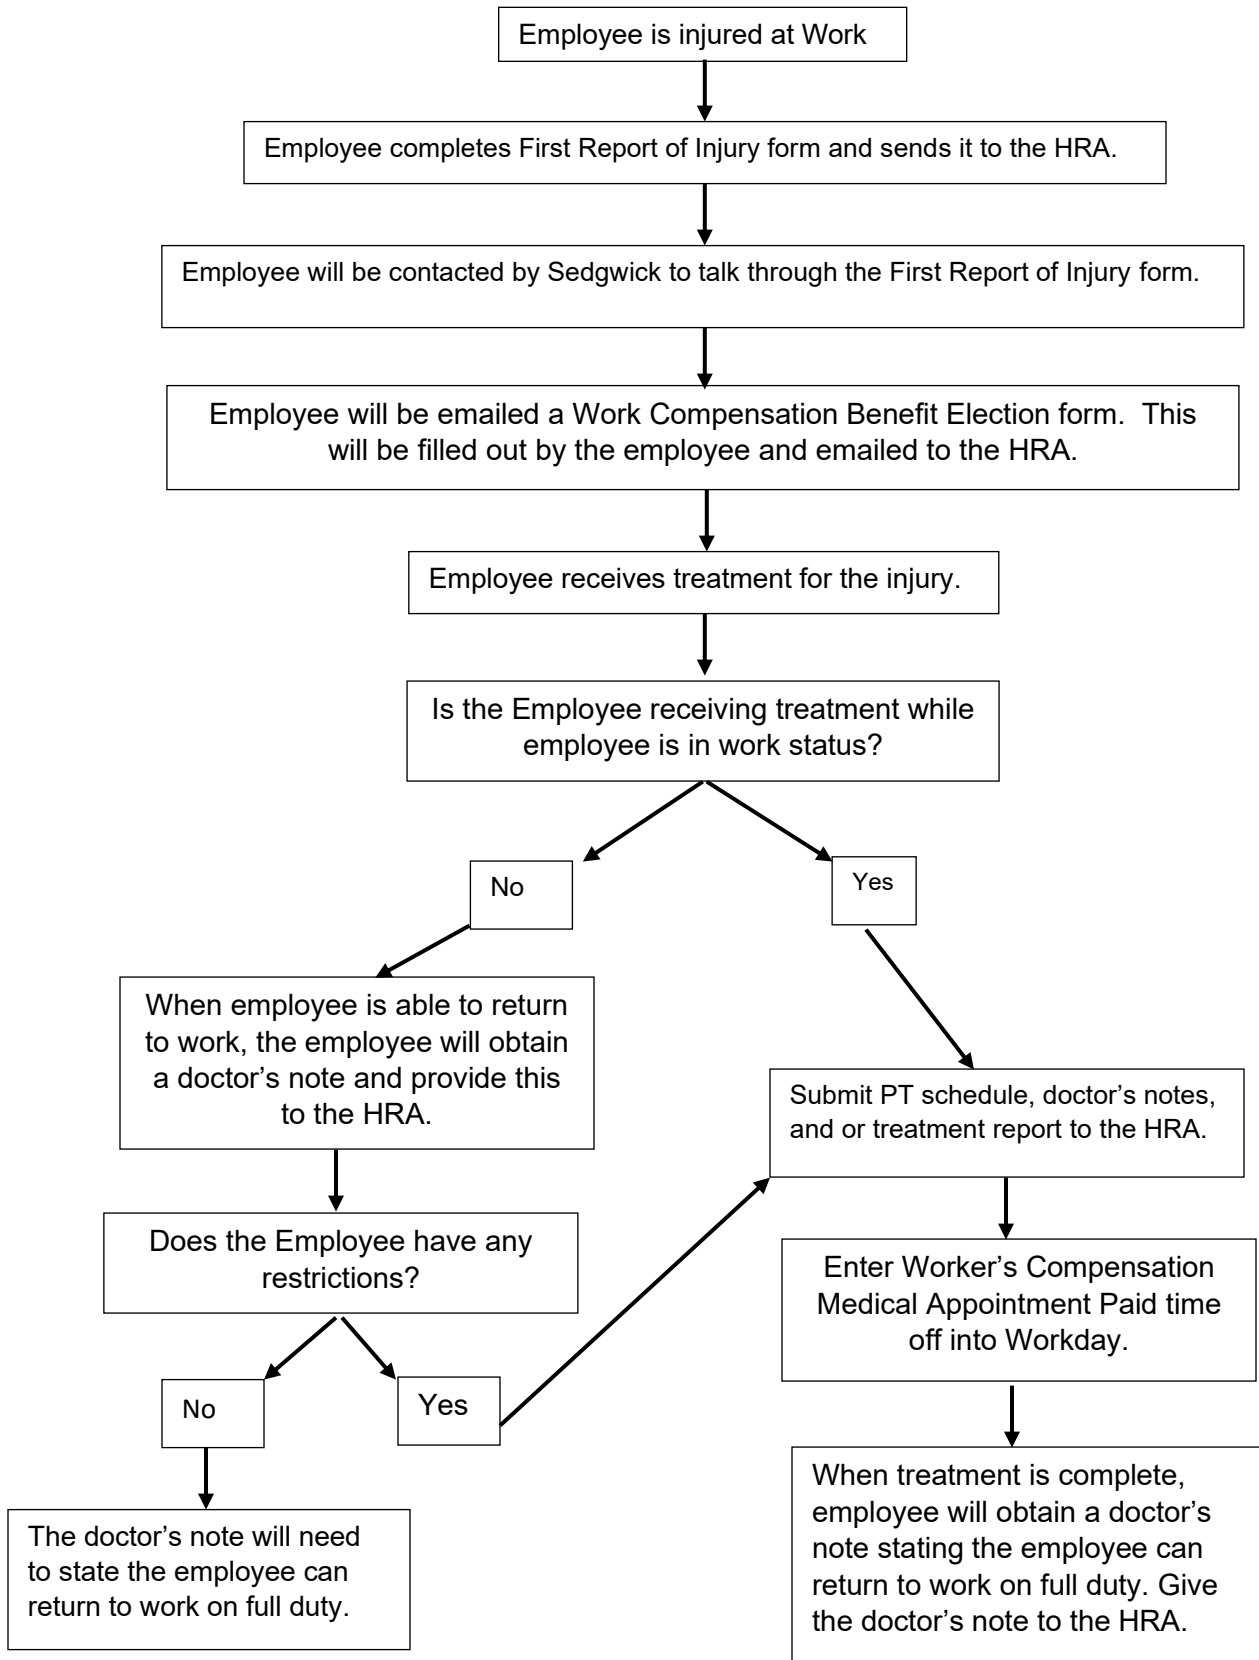 Employee is injured at Work
Employee completes First Report of Injury form and sends it to the HRA.
Employee will be contacted by Sedgwick to talk through the First Report of Injury form.
Employee will be emailed a Work Compensation Benefit Election form.  This
will be filled out by the employee and emailed to the HRA.
Employee receives treatment for the injury.
Is the Employee receiving treatment while
employee is in work status?
No
Yes
When employee is able to return
to work, the employee will obtain
a doctor’s note and provide this
to the HRA.
Submit PT schedule, doctor’s notes,
and or treatment report to the HRA.
Does the Employee have any
restrictions?
Enter Worker’s Compensation
Medical Appointment Paid time
off into Workday.
No
Yes
The doctor’s note will need
to state the employee can
return to work on full duty.
When treatment is complete,
employee will obtain a doctor’s
note stating the employee can
return to work on full duty. Give
the doctor’s note to the HRA.